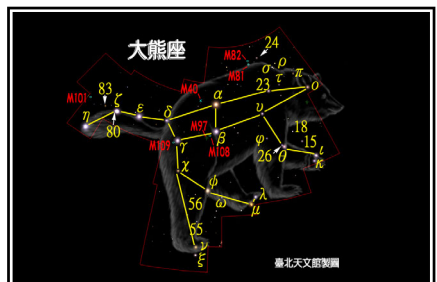 大熊座
24
M82
σ ρ
M81
τ π
M101
83
M40
23
ο
ζ
α
η
ε
δ
υ
80
M97
β
18
M109
γ
M108
φ
15
26
θ
ι
κ
χ
φ
λ
56
ω
μ
55
ν
ξ
臺北天文館製圖